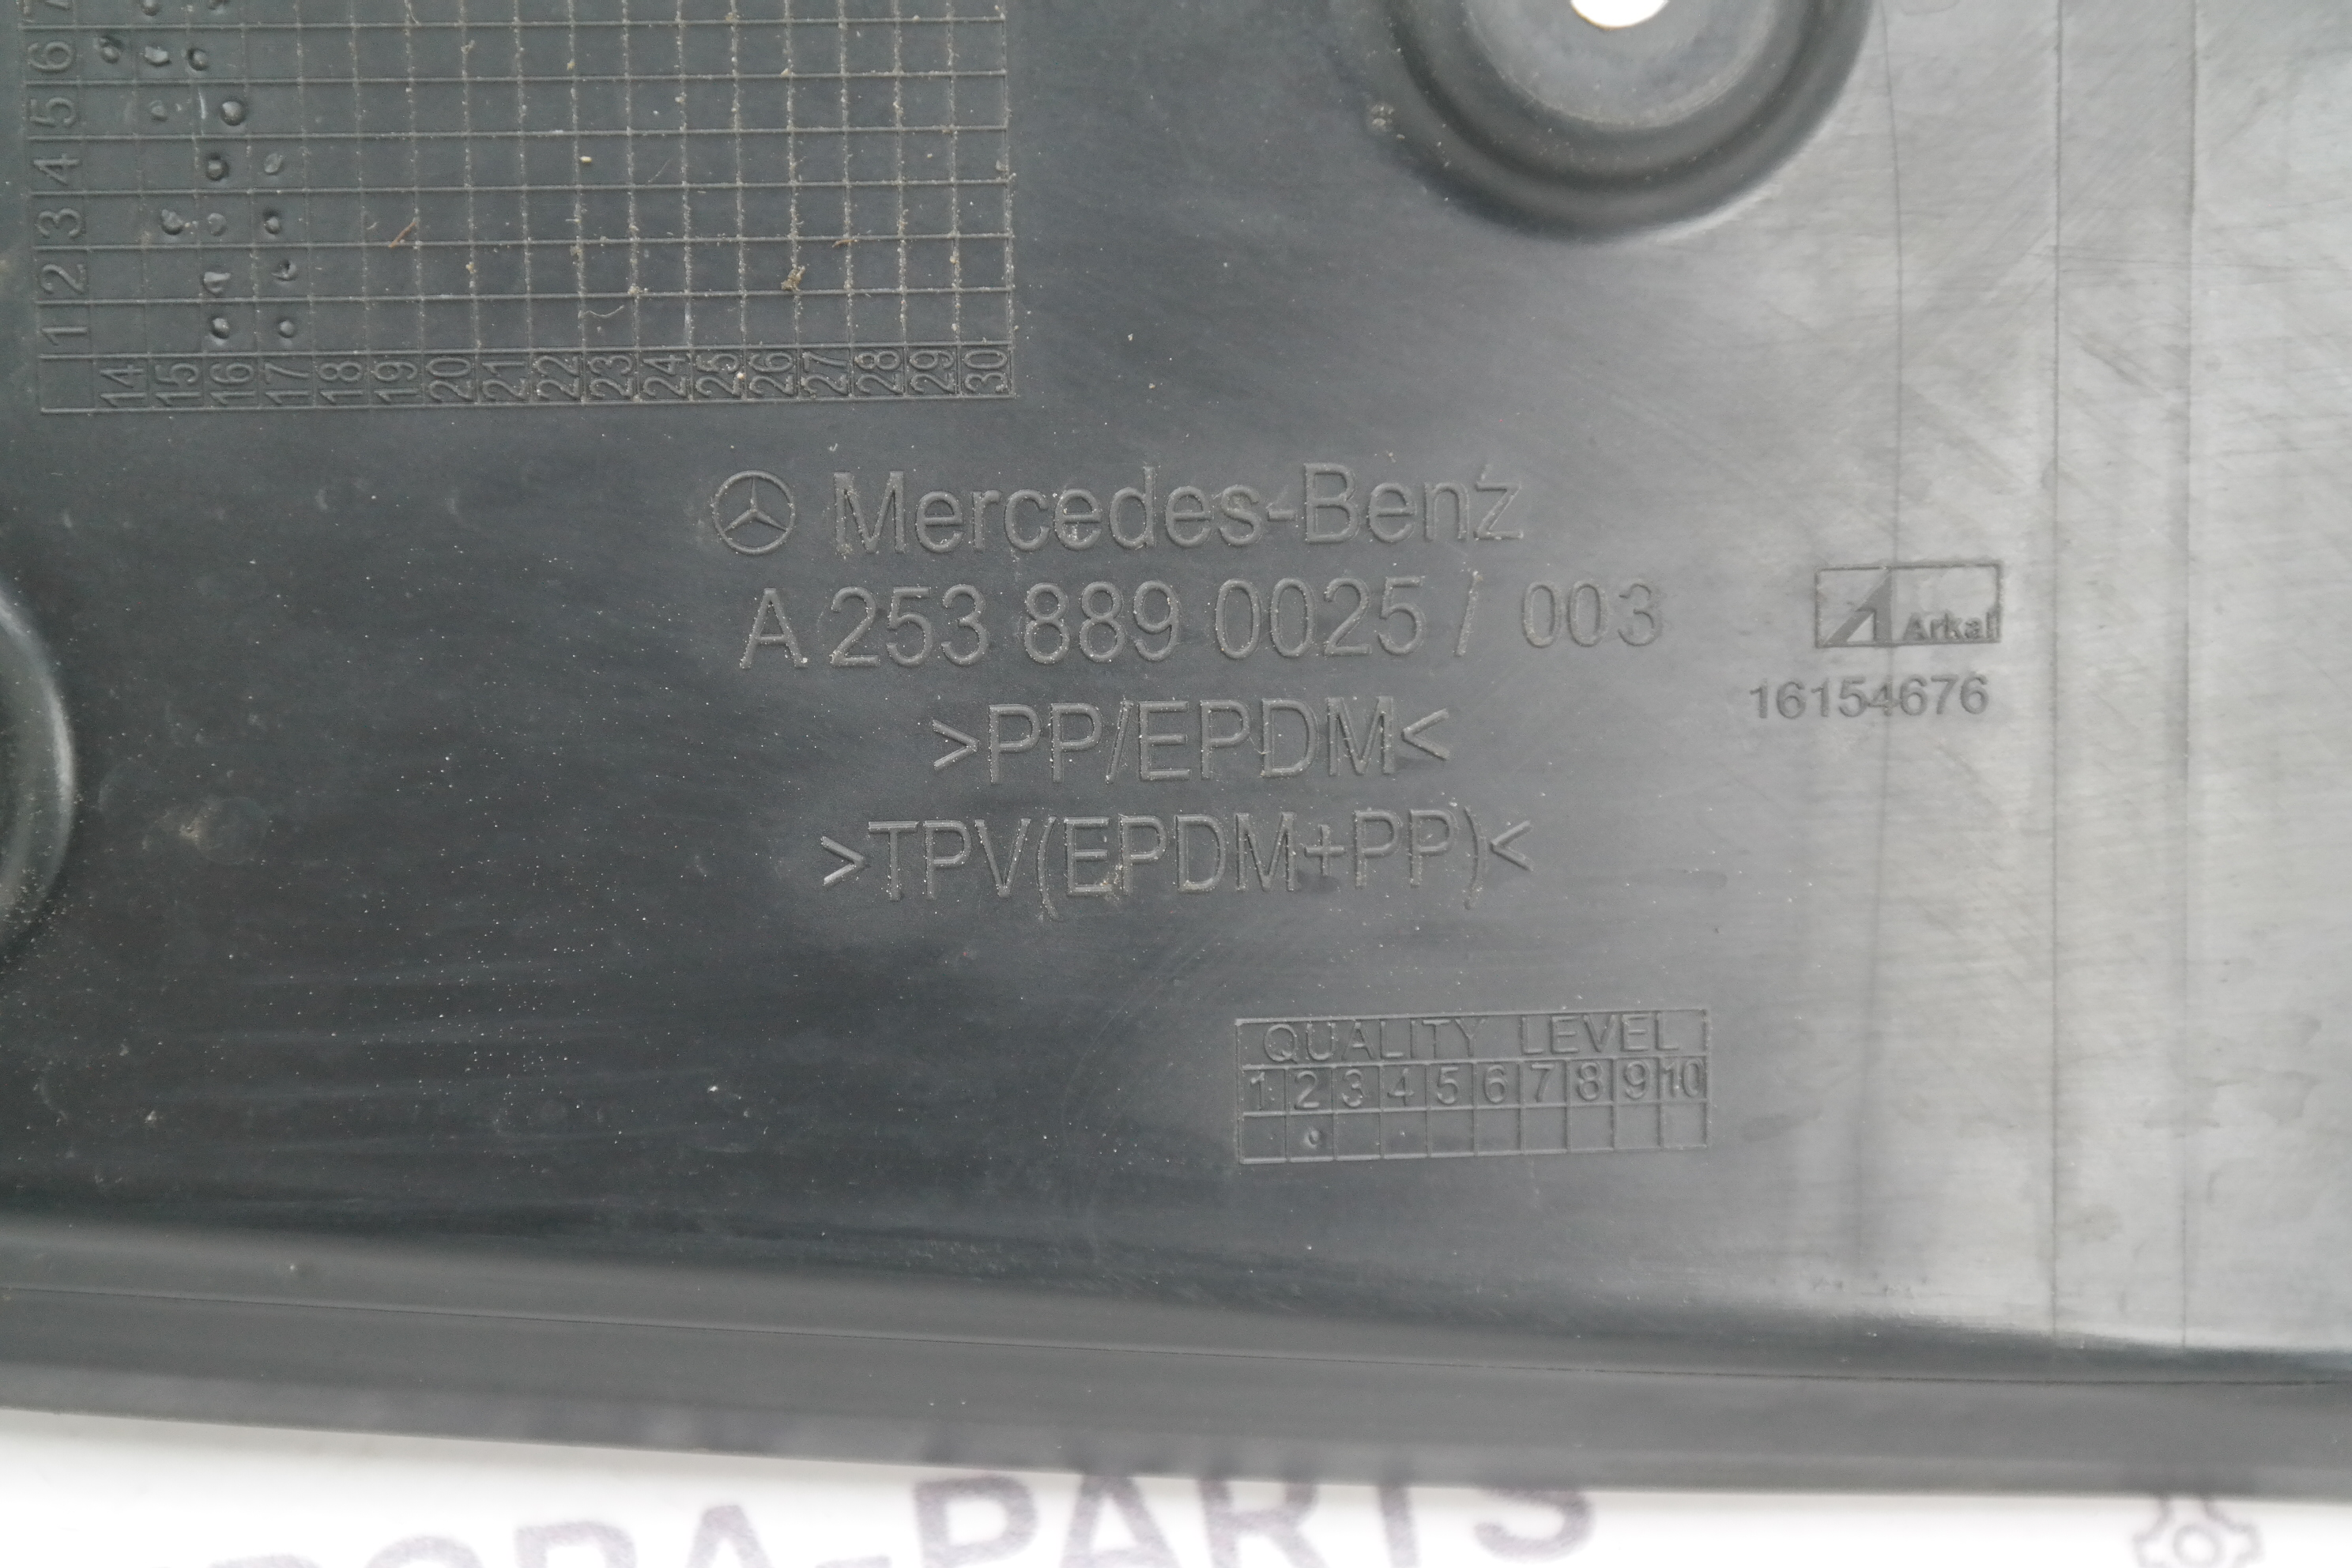 7
6
5
4
3
2
1
14 15 16 17 18 19 20 21 22 23 24 25 26 27 28 29 30
Mercedes-Benz
A 253 889 0025 / 003
Arkal
16154676
>PP/EPDM<
>TPV(EPDM+PP)<
QUALITY LEVEL
1 2 3 4 5 6 7 8 9 10